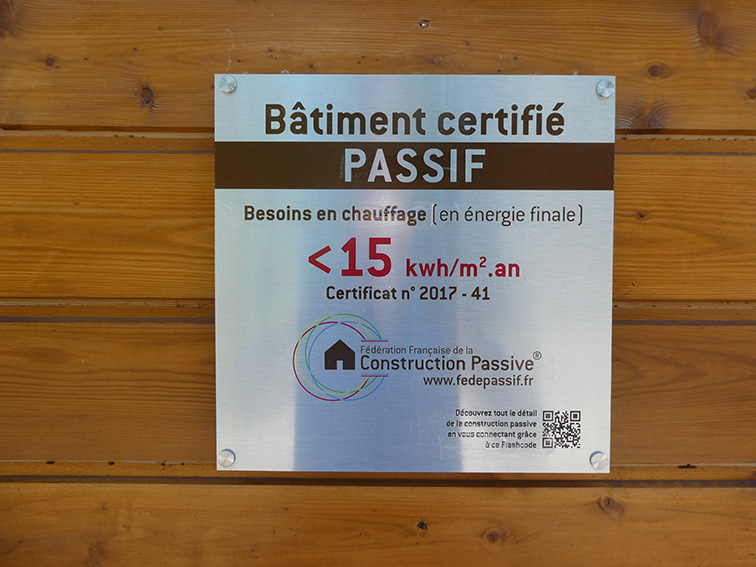 Bâtiment certifié
PASSIF
Besoins en chauffage (en énergie finale)
< 15 kwh/m².an
Certificat n° 2017 - 41
Fédération Française de la
Construction Passive®
www.fedepassif.fr
Découvrez tout le détail
de la construction passive
en vous connectant grâce
à ce Flashcode